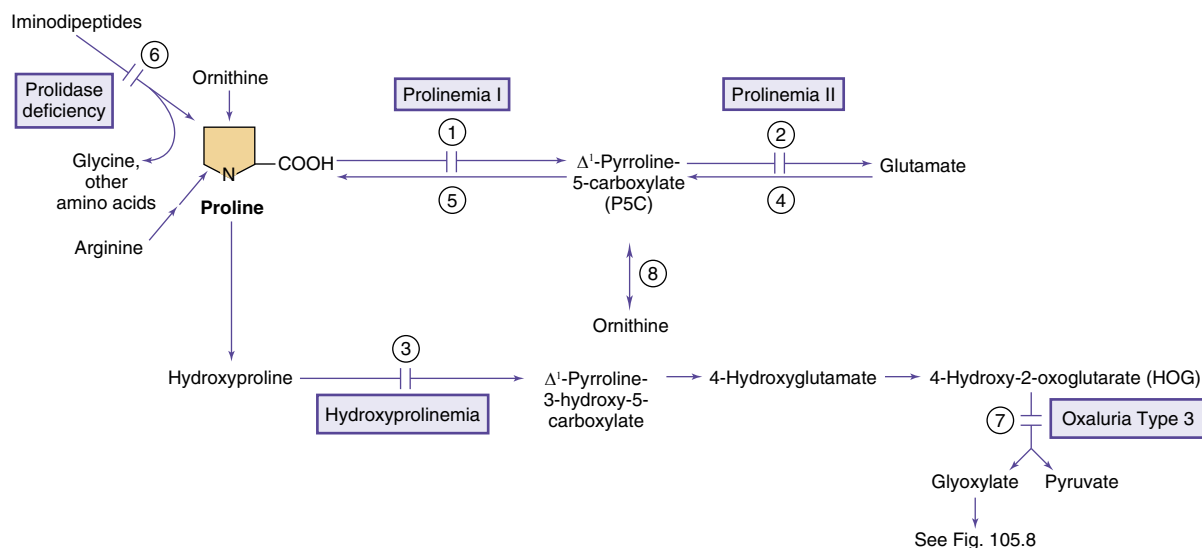 Iminodipeptides
6
Prolidase
deficiency
Ornithine
Glycine,
other
amino acids
N
COOH
Proline
Arginine
Prolinemia I
1
5
Δ¹-Pyrroline-
5-carboxylate
(P5C)
Prolinemia II
2
4
Glutamate
8
Ornithine
Hydroxyproline
3
Hydroxyprolinemia
Δ¹-Pyrroline-
3-hydroxy-5-
carboxylate
4-Hydroxyglutamate
4-Hydroxy-2-oxoglutarate (HOG)
7
Oxaluria Type 3
Glyoxylate
Pyruvate
See Fig. 105.8